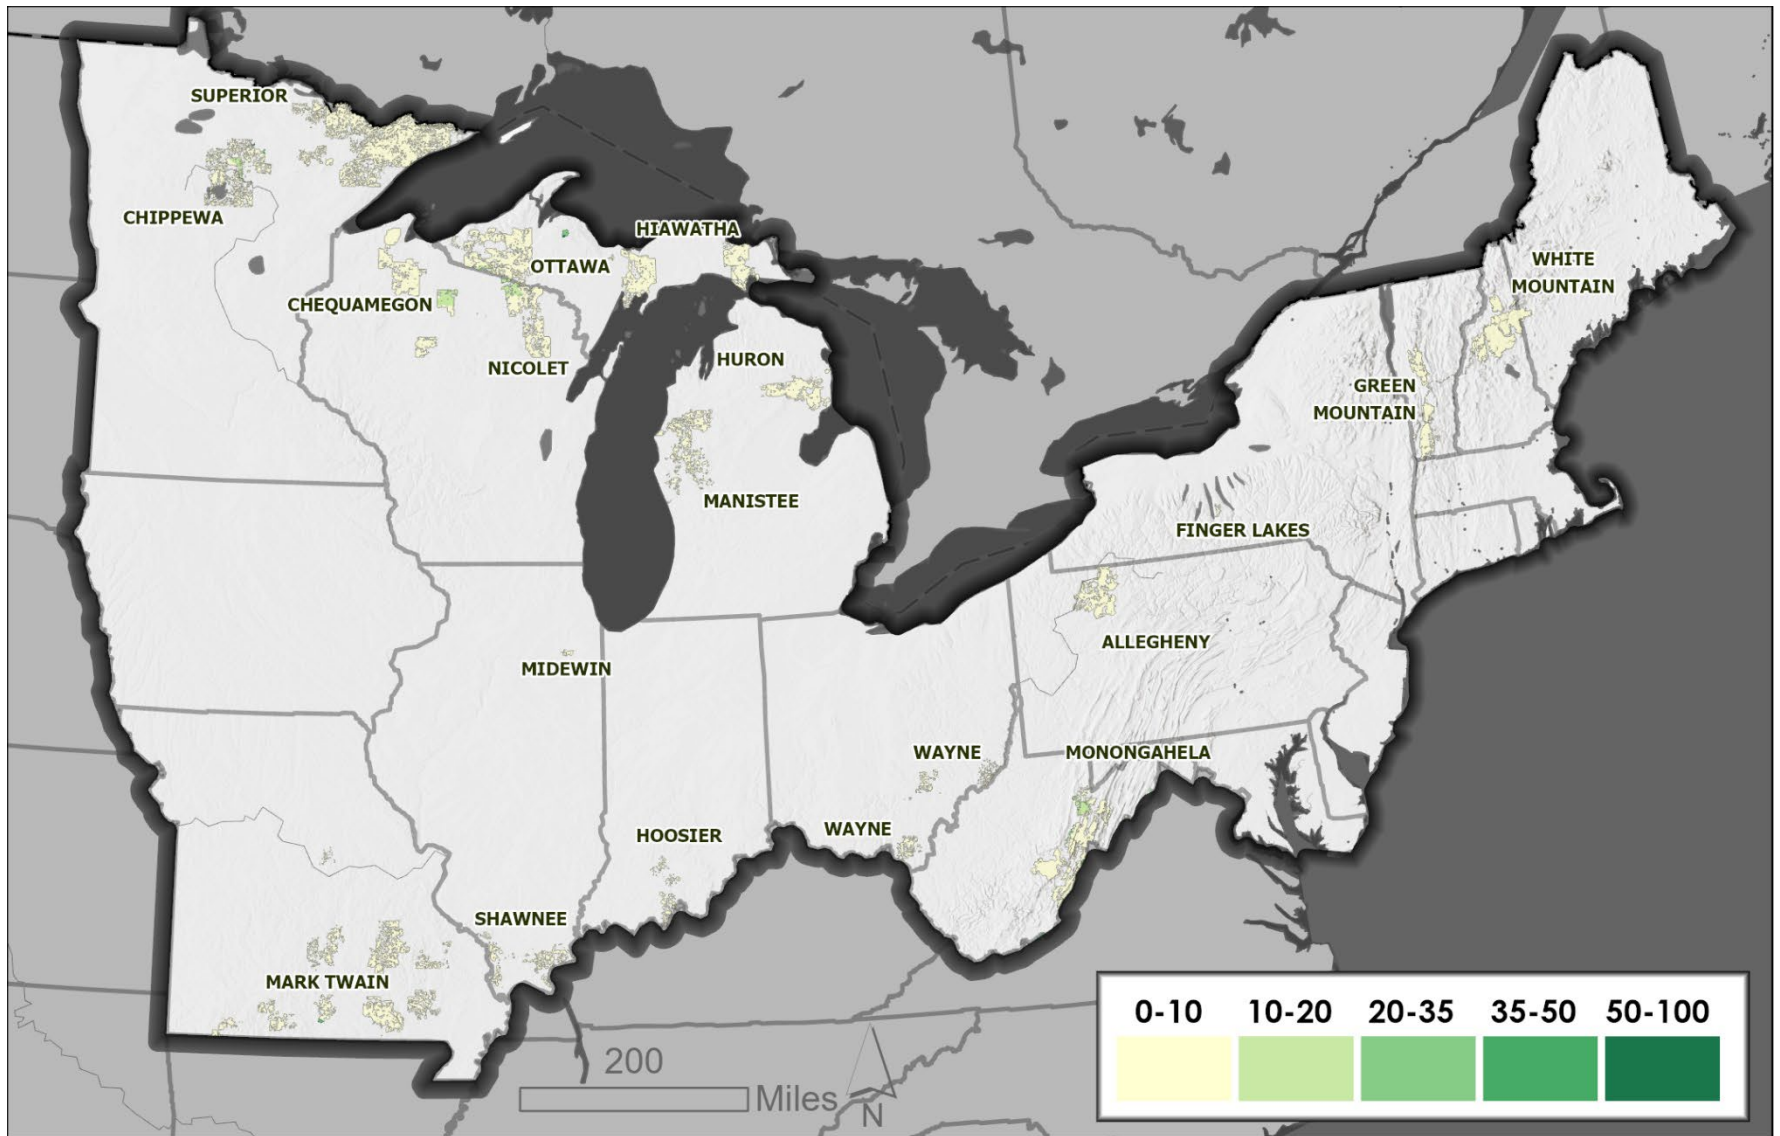 SUPERIOR
CHIPPEWA
HIAWATHA
OTTAWA
CHEQUAMEGON
NICOLET
HURON
MANISTEE
WHITE
MOUNTAIN
GREEN
MOUNTAIN
FINGER LAKES
ALLEGHENY
MIDEWIN
WAYNE
MONONGAHELA
WAYNE
HOOSIER
SHAWNEE
MARK TWAIN
0-10 10-20 20-35 35-50 50-100
200
Miles
N